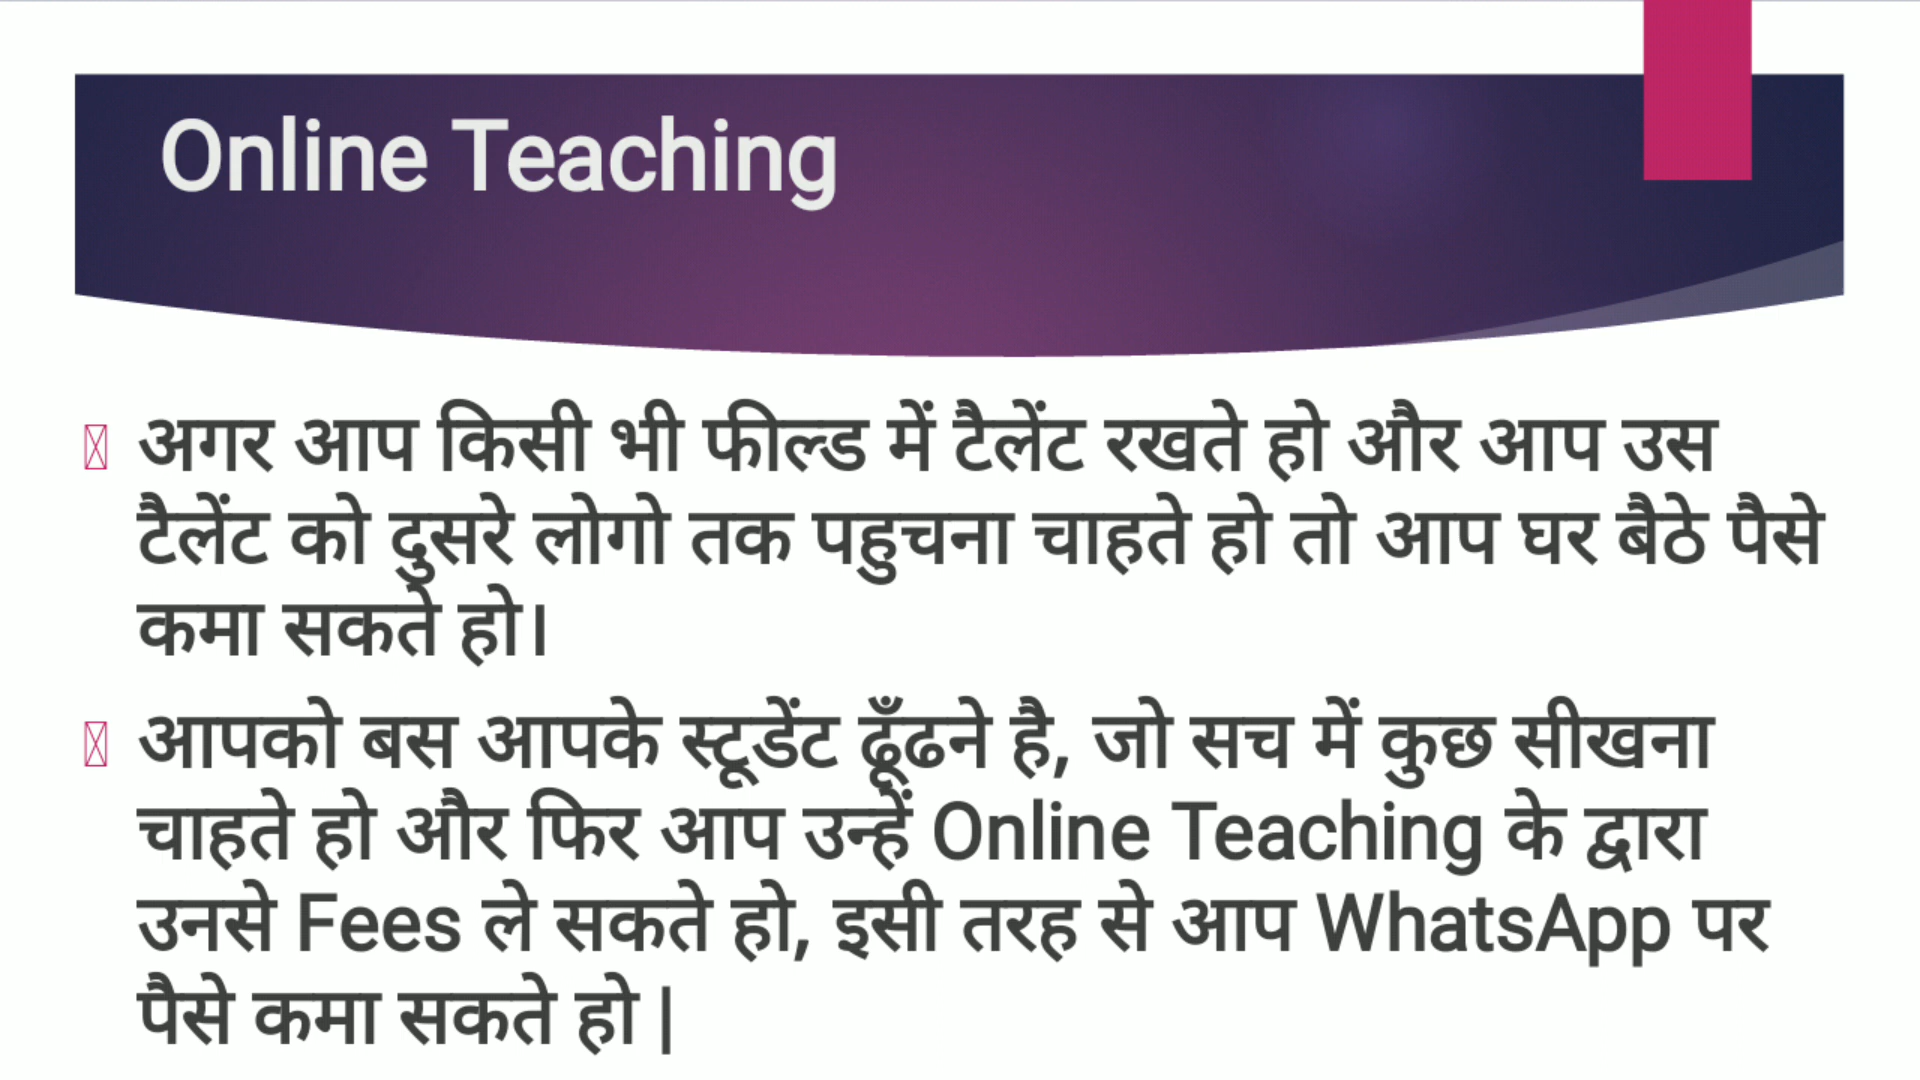 Online Teaching
अगर आप किसी भी फील्ड में टैलेंट रखते हो और आप उस
टैलेंट को दुसरे लोगो तक पहुचना चाहते हो तो आप घर बैठे पैसे
कमा सकते हो।
आपको बस आपके स्टूडेंट ढूँढने है, जो सच में कुछ सीखना
चाहते हो और फिर आप उन्हें Online Teaching के द्वारा
उनसे Fees ले सकते हो, इसी तरह से आप WhatsApp पर
पैसे कमा सकते हो |